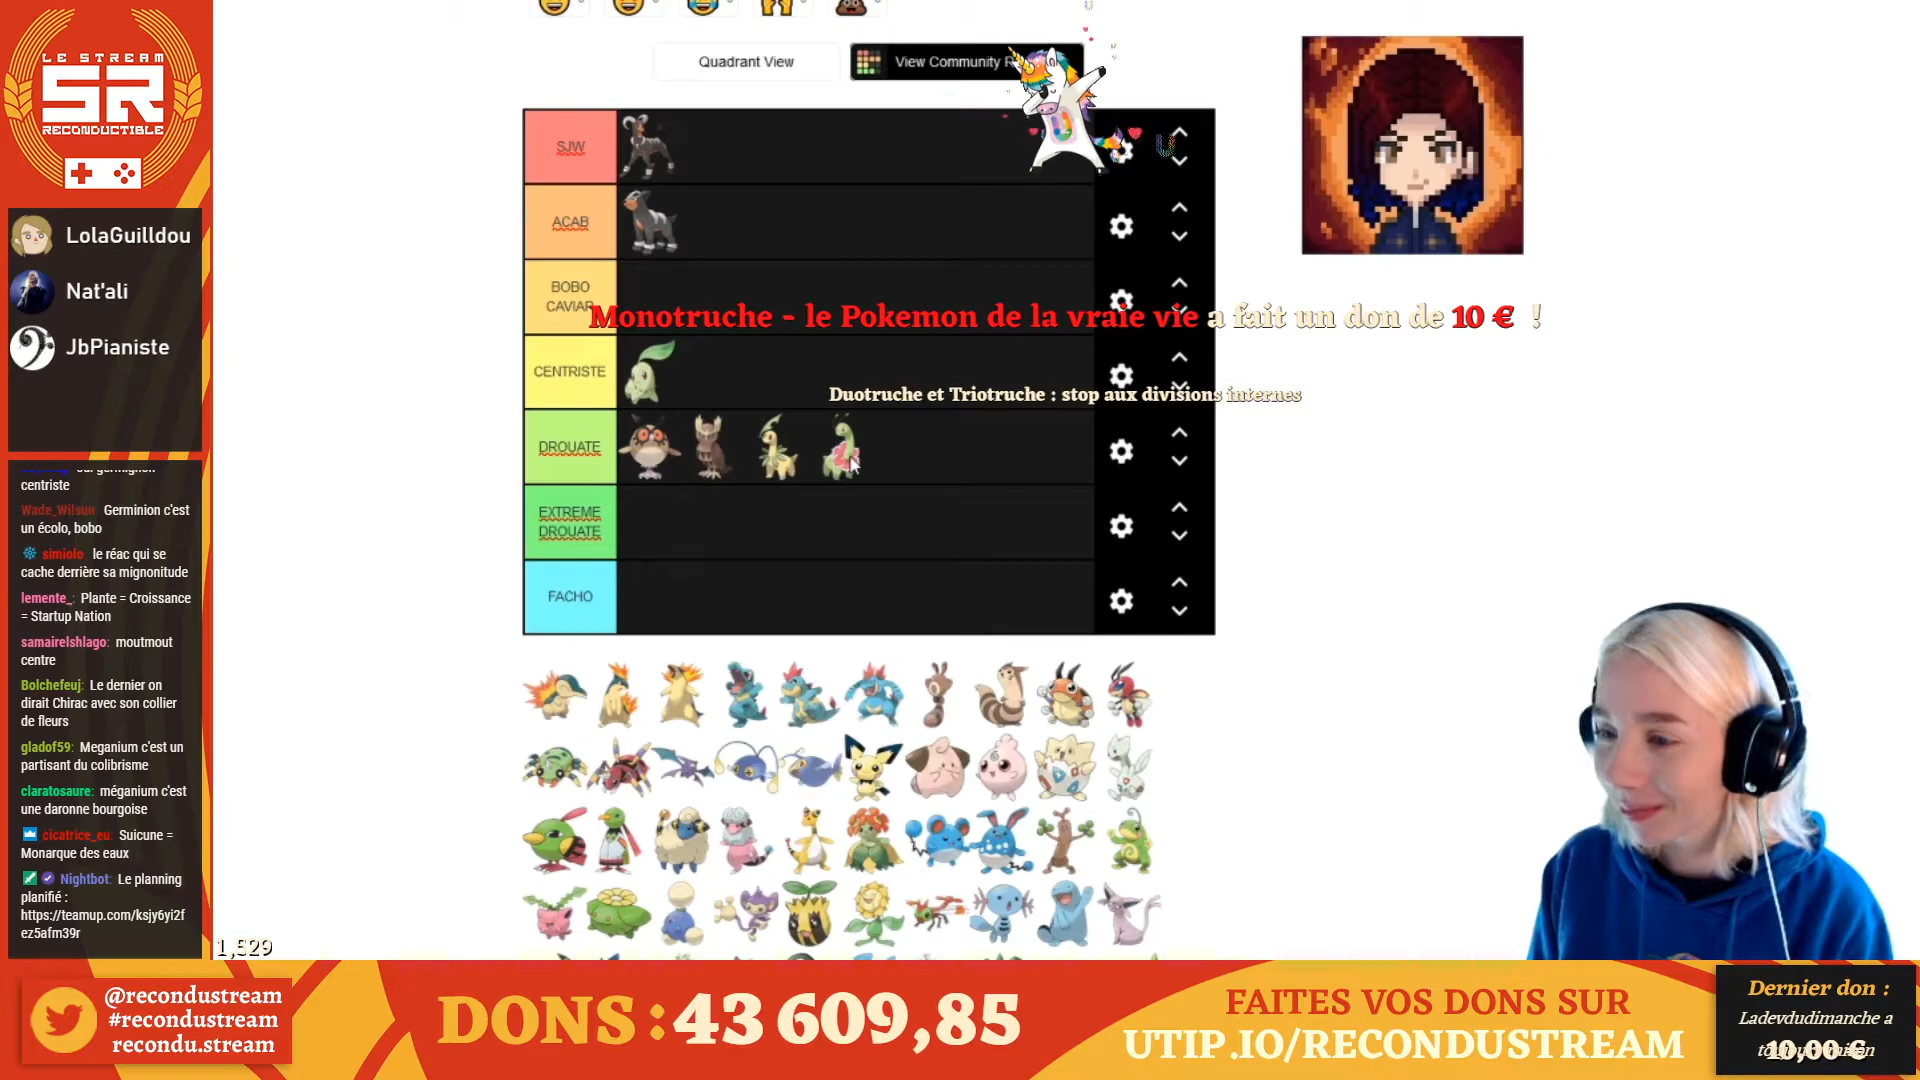 Quadrant View
View Community R
LE STREAM
SR
RECONDUCTIBLE
LolaGuilldou
Nat'ali
JbPianiste
centriste
Wade_Wilsun: Germinion c'est
un écolo, bobo
simiolo: le réac qui se
cache derrière sa mignonitude
lemente_: Plante = Croissance
= Startup Nation
samairelshlago: moutmout
centre
Bolchefeuj: Le dernier on
dirait Chirac avec son collier
de fleurs
gladof59: Meganium c'est un
partisan du colibrisme
claratosaure: méganium c'est
une daronne bourgoise
cicatrice_eu: Suicune =
Monarque des eaux
Nightbot: Le planning
planifié :
https://teamup.com/ksjy6yi2f
ez5afm39r
1,529
SJW
ACAB
BOBO
CAVIAR
CENTRISTE
DROUATE
EXTREME
DROUATE
FACHO
Monotruche - le Pokemon de la vraie vie a fait un don de 10 € !
Duotruche et Triotruche : stop aux divisions internes
@recondustream
#recondustream
recondu.stream
DONS : 43 609,85
FAITES VOS DONS SUR
UTIP.IO/RECONDUSTREAM
Dernier don :
Ladevdudimanche a
19,00 €